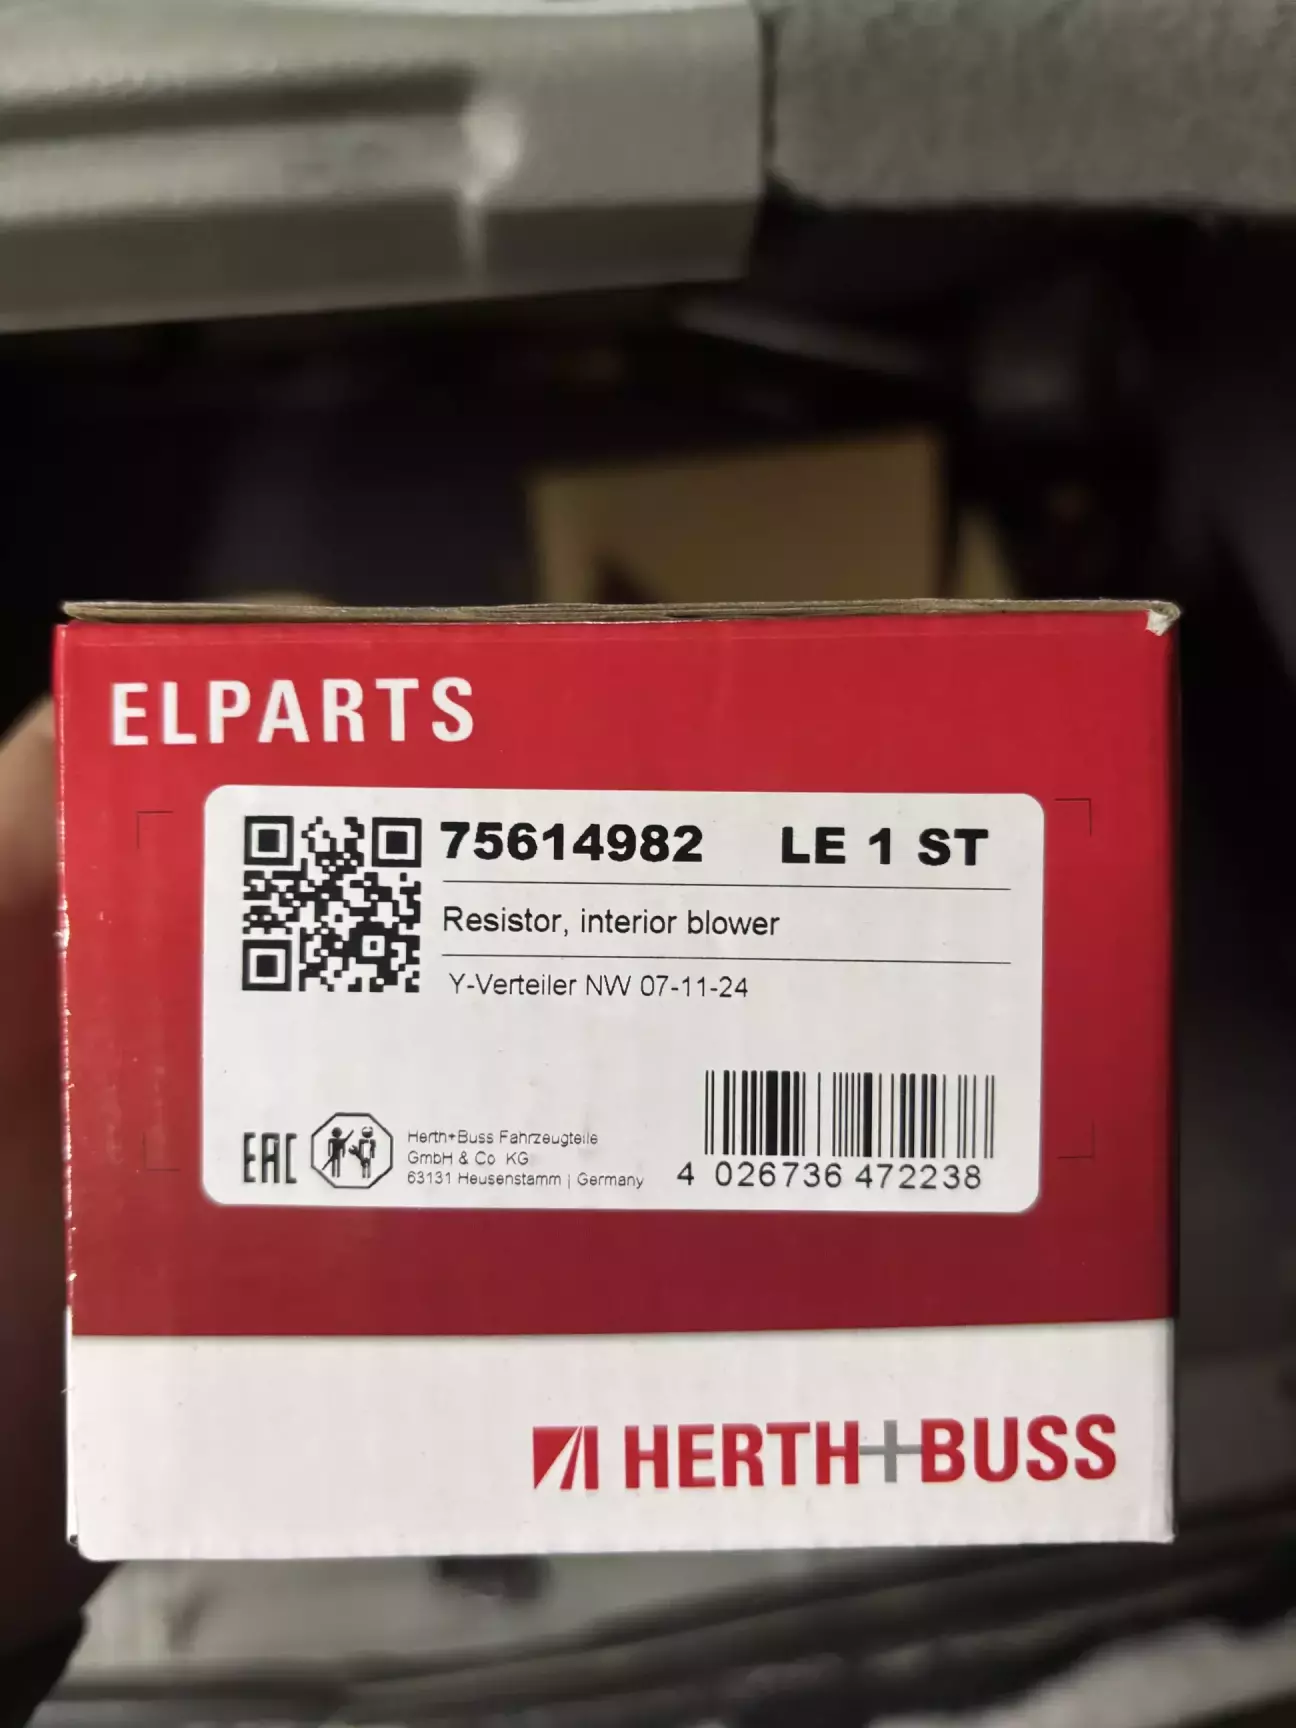 ELPARTS
75614982 LE 1 ST
Resistor, interior blower
Y-Verteiler NW 07-11-24
EAC
Herth+Buss Fahrzeugteile
GmbH & Co KG
63131 Heusenstamm | Germany
4 026736 472238
HERTH+BUSS